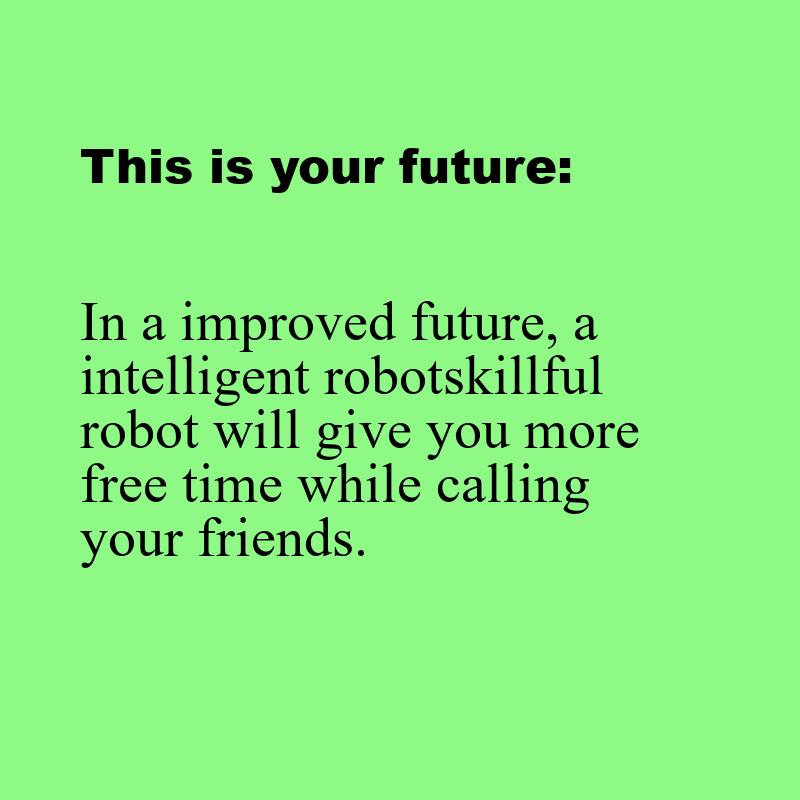 This is your future:
In a improved future, a
intelligent robotskillful
robot will give you more
free time while calling
your friends.